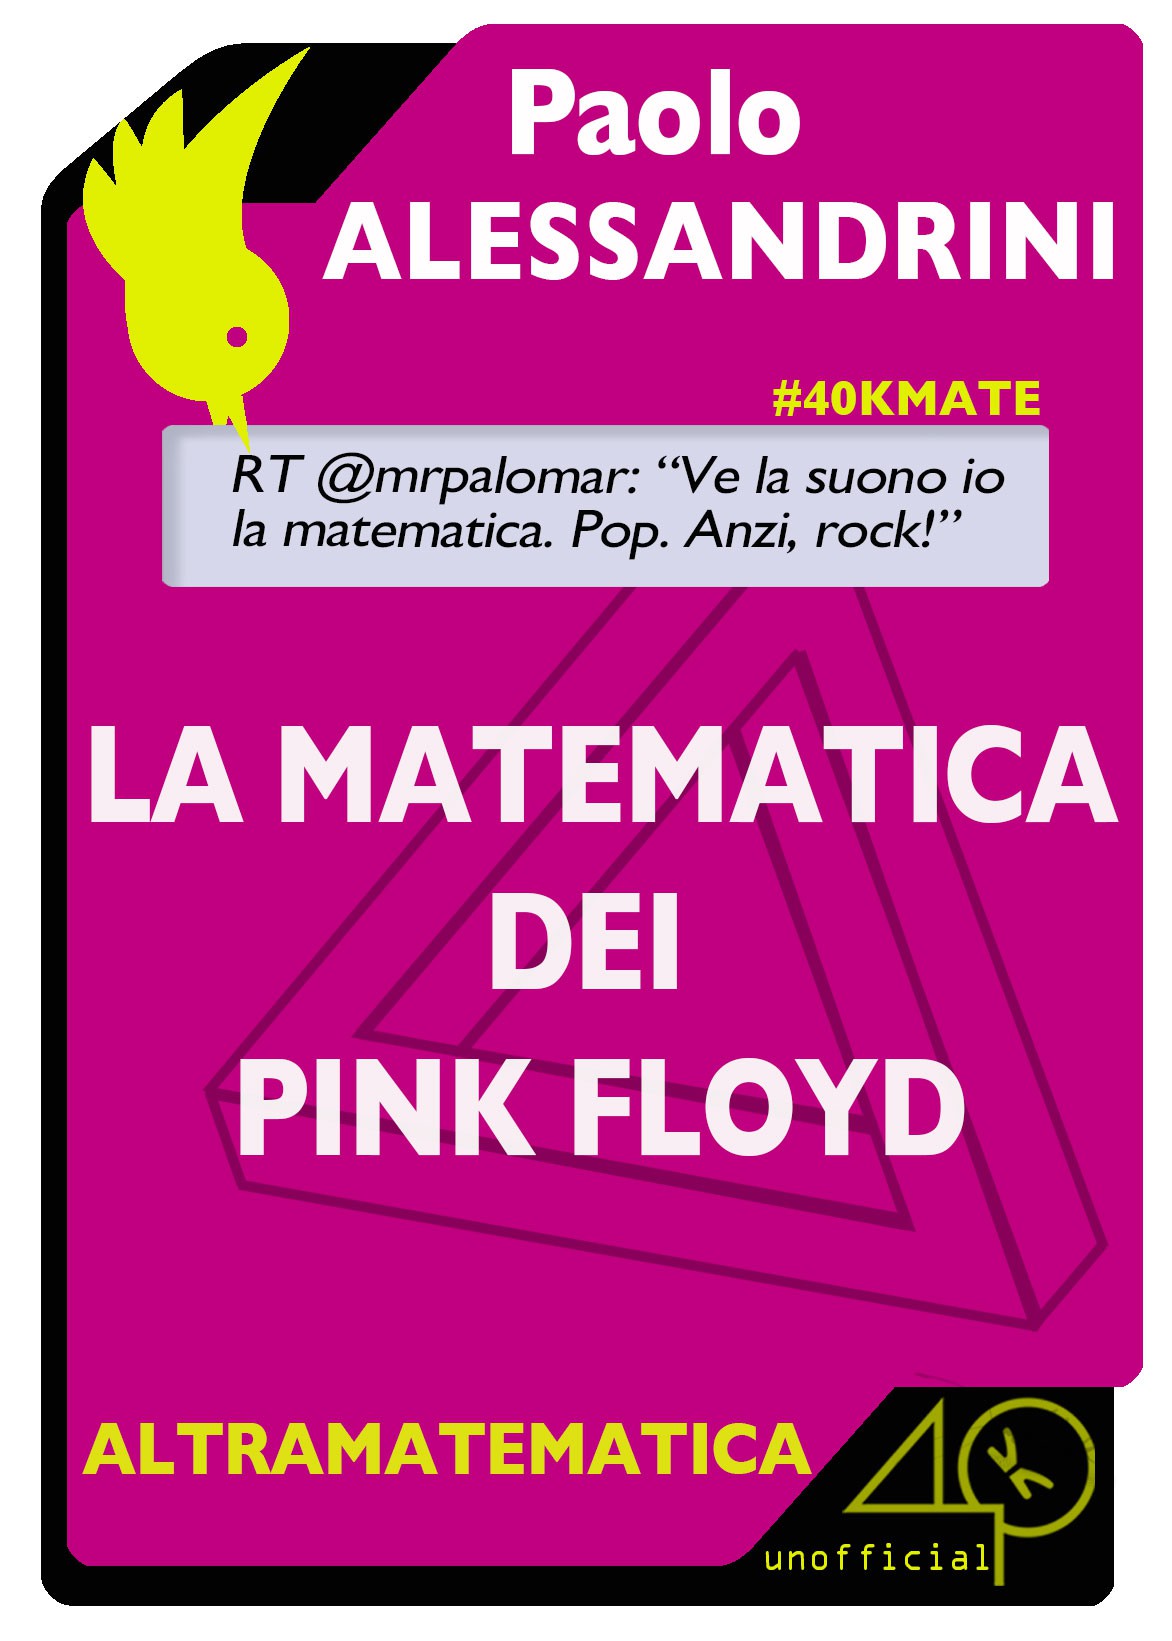 Paolo
ALESSANDRINI
#40KMATE
RT @mrpalomar: “Ve la suono io
la matematica. Pop. Anzi, rock!”
LA MATEMATICA
DEI
PINK FLOYD
ALTRAMATEMATICA
40K
unofficial